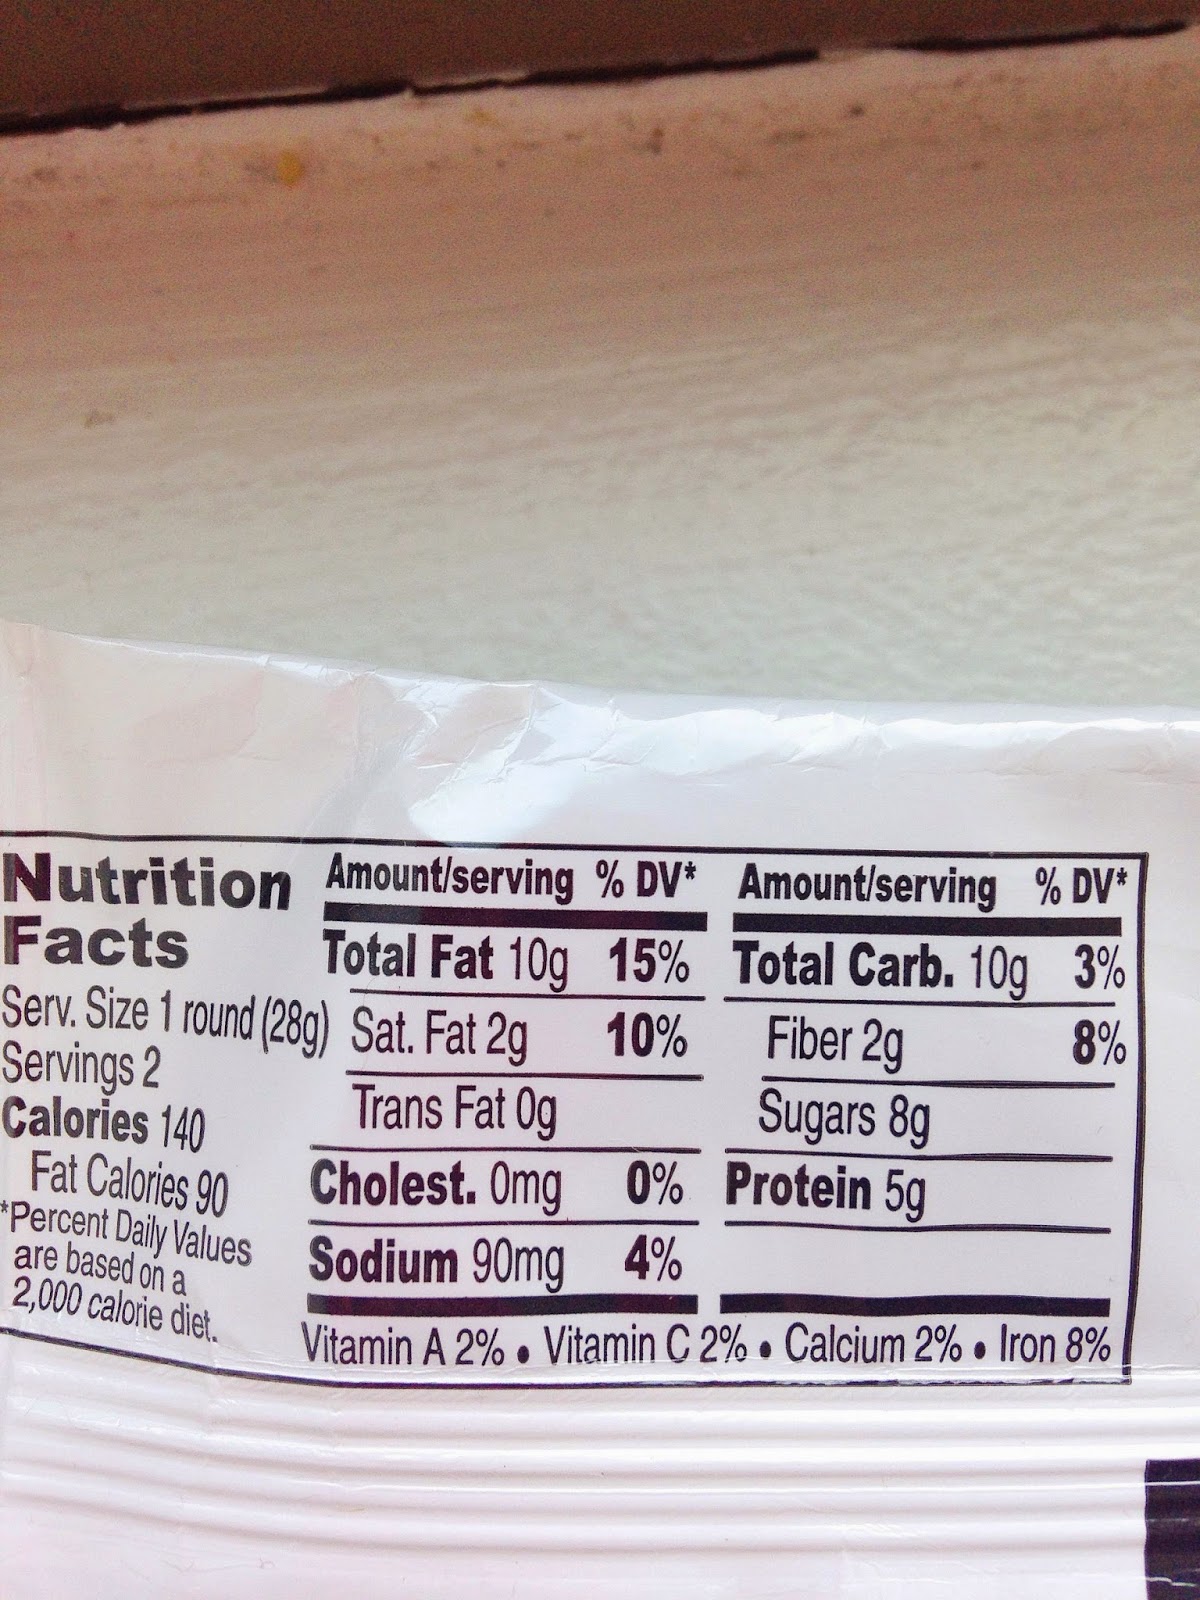 Nutrition
Facts
Serv. Size 1 round (28g)
Servings 2
Calories 140
Fat Calories 90
*Percent Daily Values
are based on a
2,000 calorie diet.
Amount/serving % DV*
Total Fat 10g 15%
Sat. Fat 2g 10%
Trans Fat 0g
Cholest. 0mg 0%
Sodium 90mg 4%
Amount/serving % DV*
Total Carb. 10g 3%
Fiber 2g 8%
Sugars 8g
Protein 5g
Vitamin A 2% • Vitamin C 2% • Calcium 2% • Iron 8%